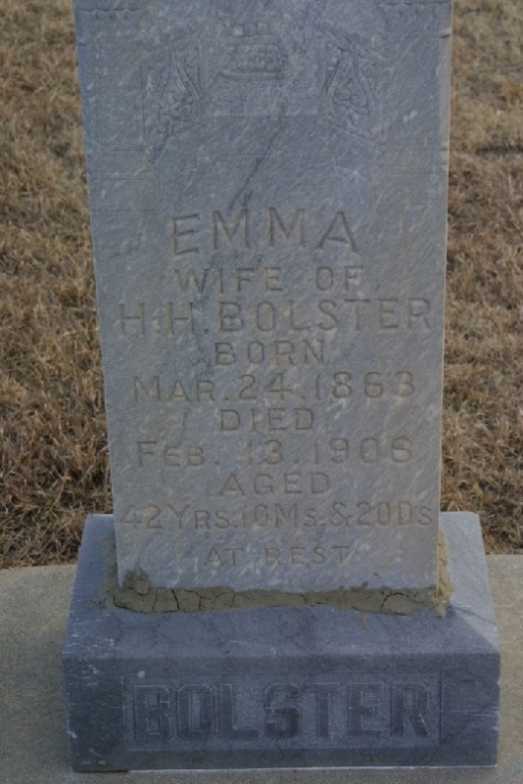 EMMA
WIFE OF
H.H. BOLSTER
BORN
MAR. 24. 1863
DIED
FEB. 13. 1906
AGED
42 YRS. 10 MS. & 20 DS
AT REST
BOLSTER